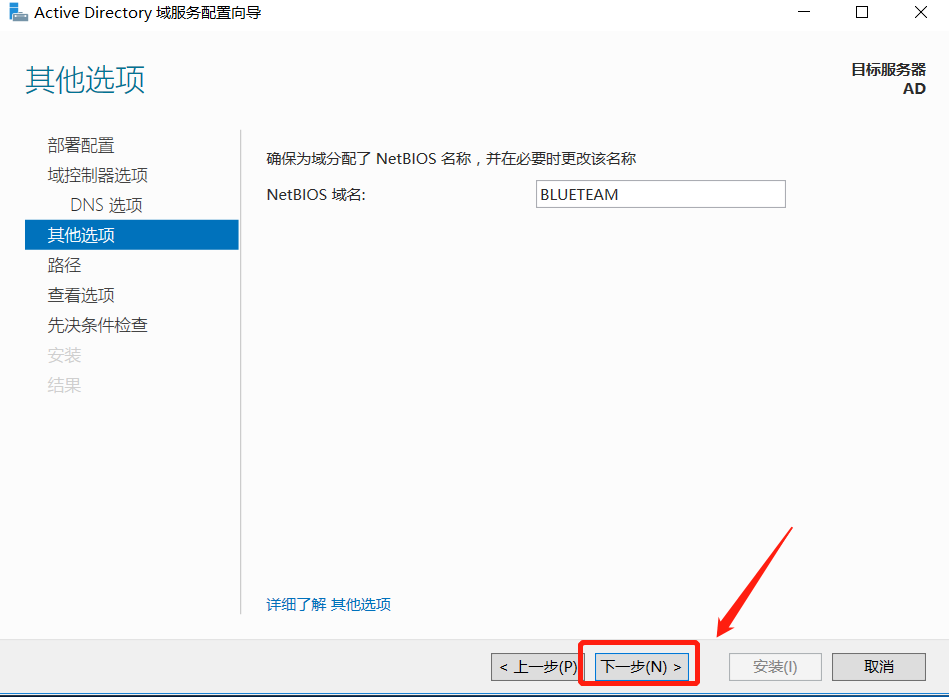 Active Directory 域服务配置向导
其他选项
目标服务器
AD
部署配置
域控制器选项
DNS 选项
其他选项
路径
查看选项
先决条件检查
安装
结果
确保为域分配了 NetBIOS 名称，并在必要时更改该名称
NetBIOS 域名: BLUETEAM
详细了解 其他选项
< 上一步(P) 下一步(N) > 安装(I) 取消